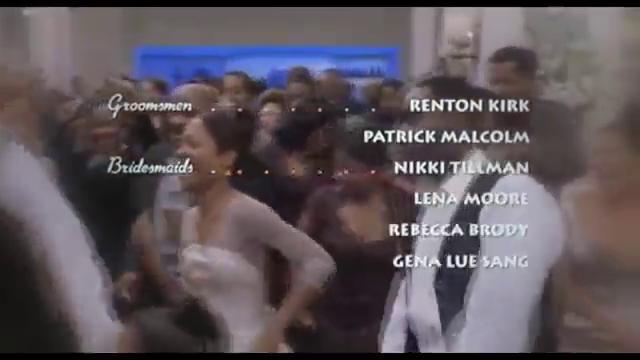 Groomsmen . . . . . . . RENTON KIRK
PATRICK MALCOLM
Bridesmaids . . . . . . . NIKKI TILLMAN
LENA MOORE
REBECCA BRODY
GENA LUE SANG